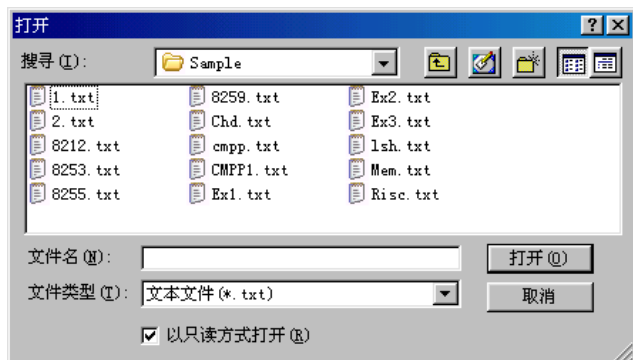 打开
搜寻(I): Sample
1.txt 8259.txt Ex2.txt
2.txt Chd.txt Ex3.txt
8212.txt cmpp.txt lsh.txt
8253.txt CMPP1.txt Mem.txt
8255.txt Ex1.txt Risc.txt
文件名(N): 打开(O)
文件类型(T): 文本文件(*.txt) 取消
以只读方式打开(R)